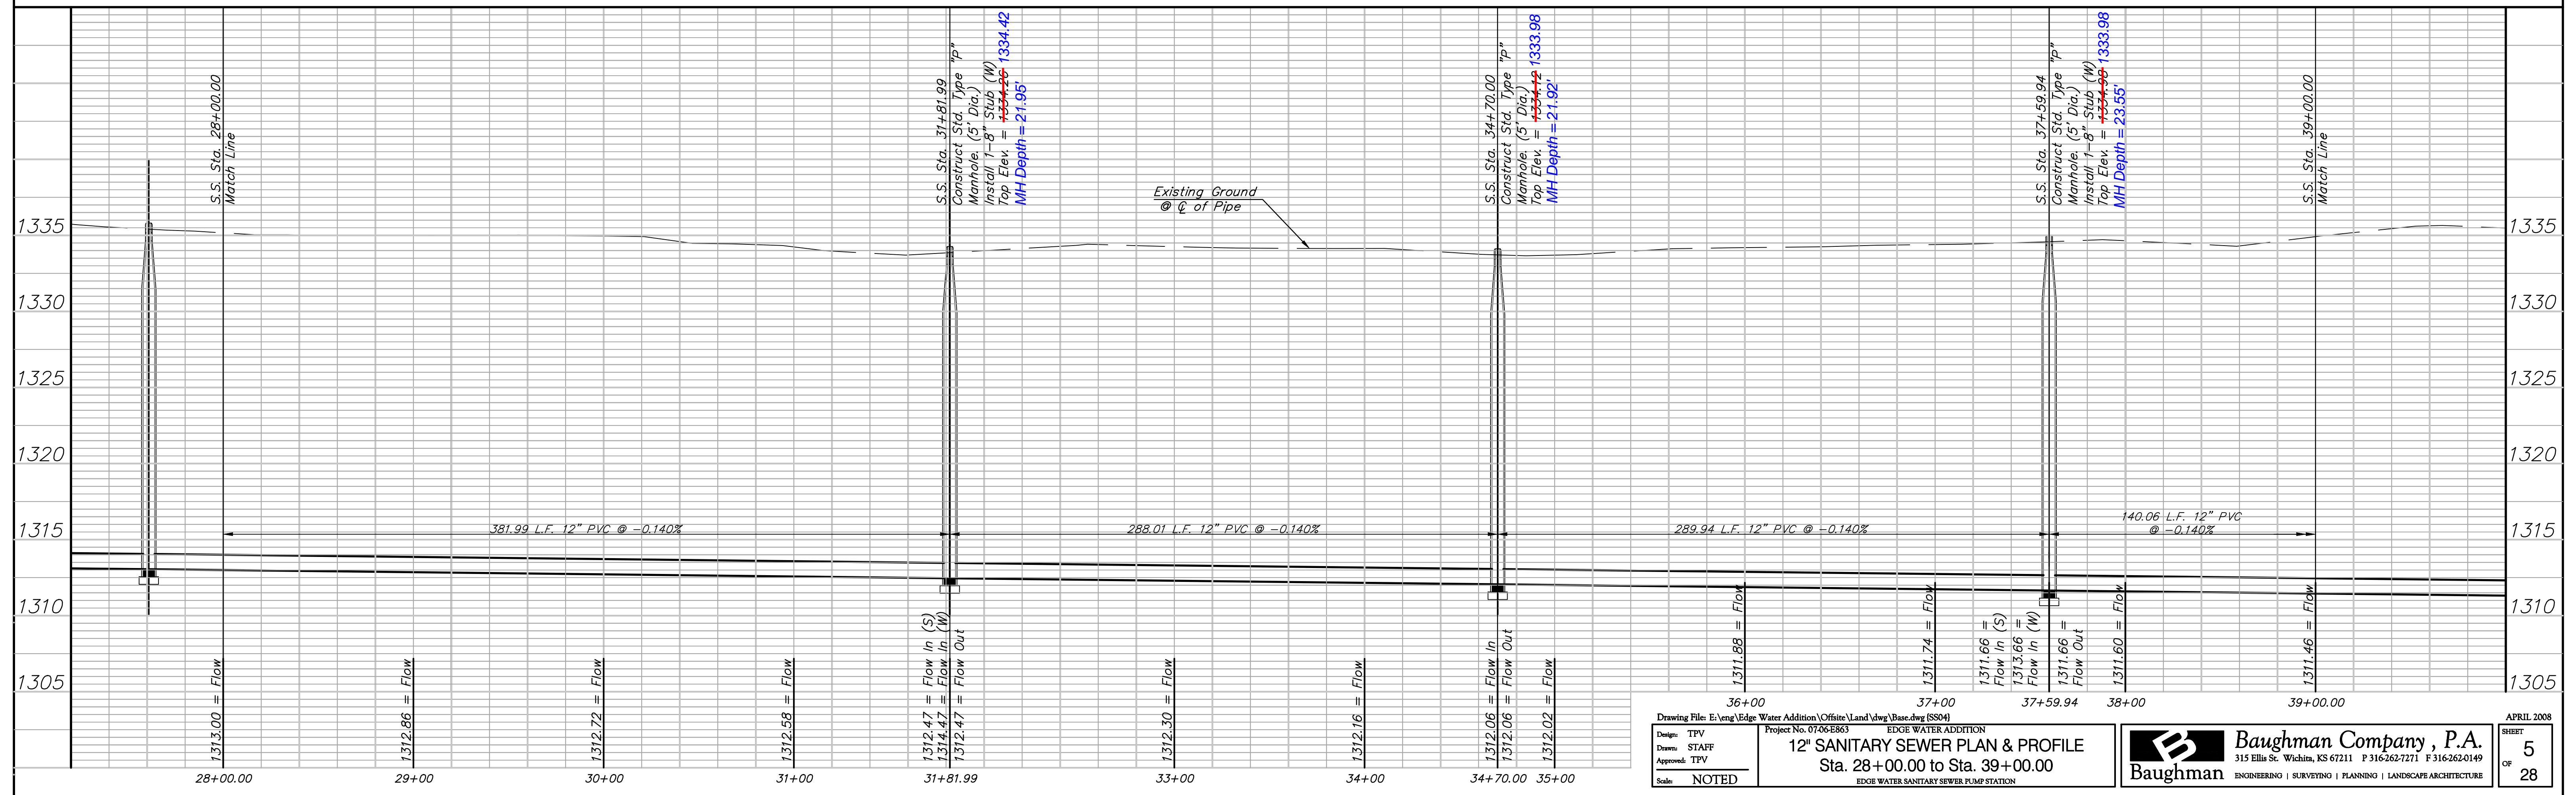 S.S. Sta. 28+00.00
Match Line
S.S. Sta. 31+81.99
Construct Std. Type "P"
Manhole. (5' Dia.)
Install 1-8" Stub (W)
Top Elev. = 1334.20 1334.42
MH Depth = 21.95'
Existing Ground
@ ℄ of Pipe
S.S. Sta. 34+70.00
Construct Std. Type "P"
Manhole. (5' Dia.)
Top Elev. = 1334.12 1333.98
MH Depth = 21.92'
S.S. Sta. 37+59.94
Construct Std. Type "P"
Manhole. (5' Dia.)
Install 1-8" Stub (W)
Top Elev. = 1333.98
MH Depth = 23.55'
S.S. Sta. 39+00.00
Match Line
1335
1330
1325
1320
1315
1310
1305
1335
1330
1325
1320
1315
1310
1305
381.99 L.F. 12" PVC @ -0.140%
288.01 L.F. 12" PVC @ -0.140%
289.94 L.F. 12" PVC @ -0.140%
140.06 L.F. 12" PVC
@ -0.140%
1313.00 = Flow
1312.86 = Flow
1312.72 = Flow
1312.58 = Flow
1312.47 = Flow In (S)
1314.47 = Flow In (W)
1312.47 = Flow Out
1312.30 = Flow
1312.16 = Flow
1312.06 = Flow In
1312.06 = Flow Out
1312.02 = Flow
1311.88 = Flow
1311.74 = Flow
1311.66 =
Flow In (S)
1313.66 =
Flow In (W)
1311.66 =
Flow Out
1311.60 = Flow
1311.46 = Flow
28+00.00
29+00
30+00
31+00
31+81.99
33+00
34+00
34+70.00
35+00
36+00
37+00
37+59.94
38+00
39+00.00
Drawing File: E:\eng\Edge Water Addition\Offsite\Land\dwg\Base.dwg (SS04)
Design: TPV
Drawn: STAFF
Approved: TPV
Scale: NOTED
Project No. 07-06-E863 EDGE WATER ADDITION
12" SANITARY SEWER PLAN & PROFILE
Sta. 28+00.00 to Sta. 39+00.00
EDGE WATER SANITARY SEWER PUMP STATION
B
Baughman
Baughman Company, P.A.
315 Ellis St. Wichita, KS 67211 P 316-262-7271 F 316-262-0149
ENGINEERING | SURVEYING | PLANNING | LANDSCAPE ARCHITECTURE
APRIL 2008
SHEET
5
OF
28